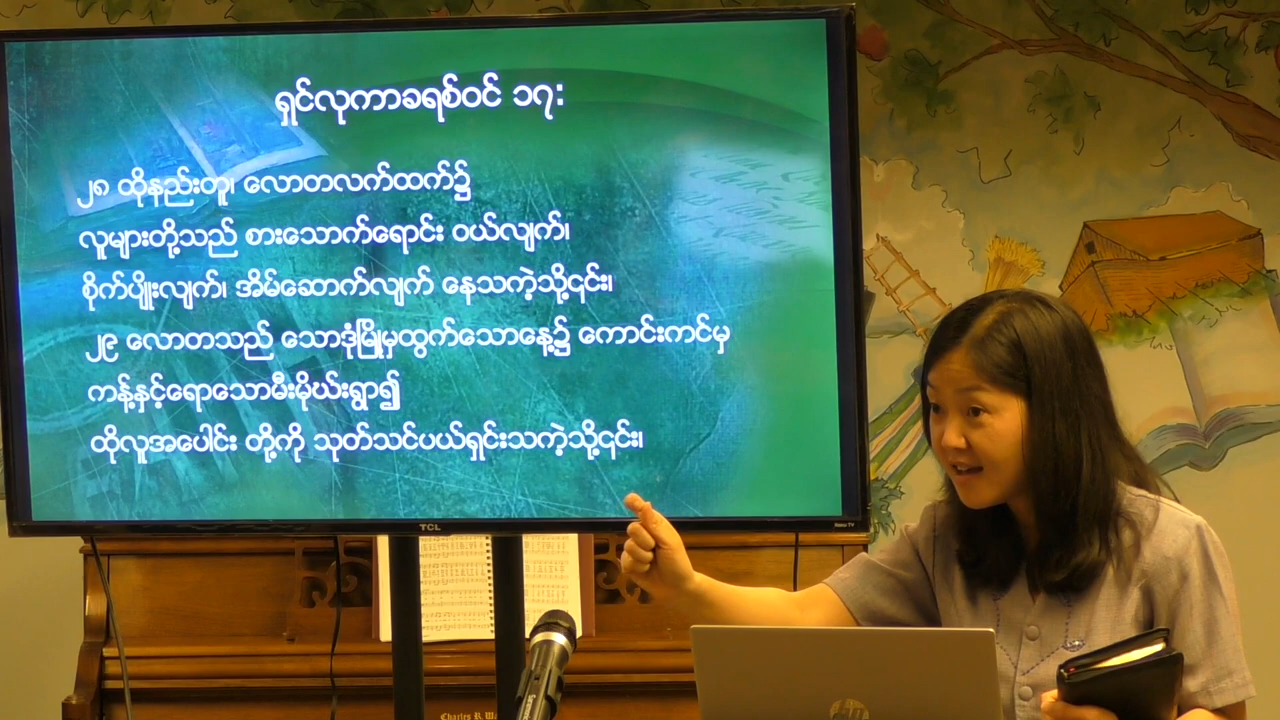 ရှင်လုကာခရစ်ဝင် ၁၇:
၂၈ ထိုနည်းတူ၊ လောတလက်ထက်၌
လူများတို့သည် စားသောက်ရောင်း ဝယ်လျက်၊
စိုက်ပျိုးလျက်၊ အိမ်ဆောက်လျက် နေသကဲ့သို့၎င်း၊
၂၉ လောတသည် သောဒုံမြို့မှထွက်သောနေ့၌ ကောင်းကင်မှ
ကန့်နှင့်ရောသောမီးမိုဃ်းရွာ၍
ထိုလူအပေါင်း တို့ကို သုတ်သင်ပယ်ရှင်းသကဲ့သို့၎င်း၊
TCL
Roku TV
Charles R. W